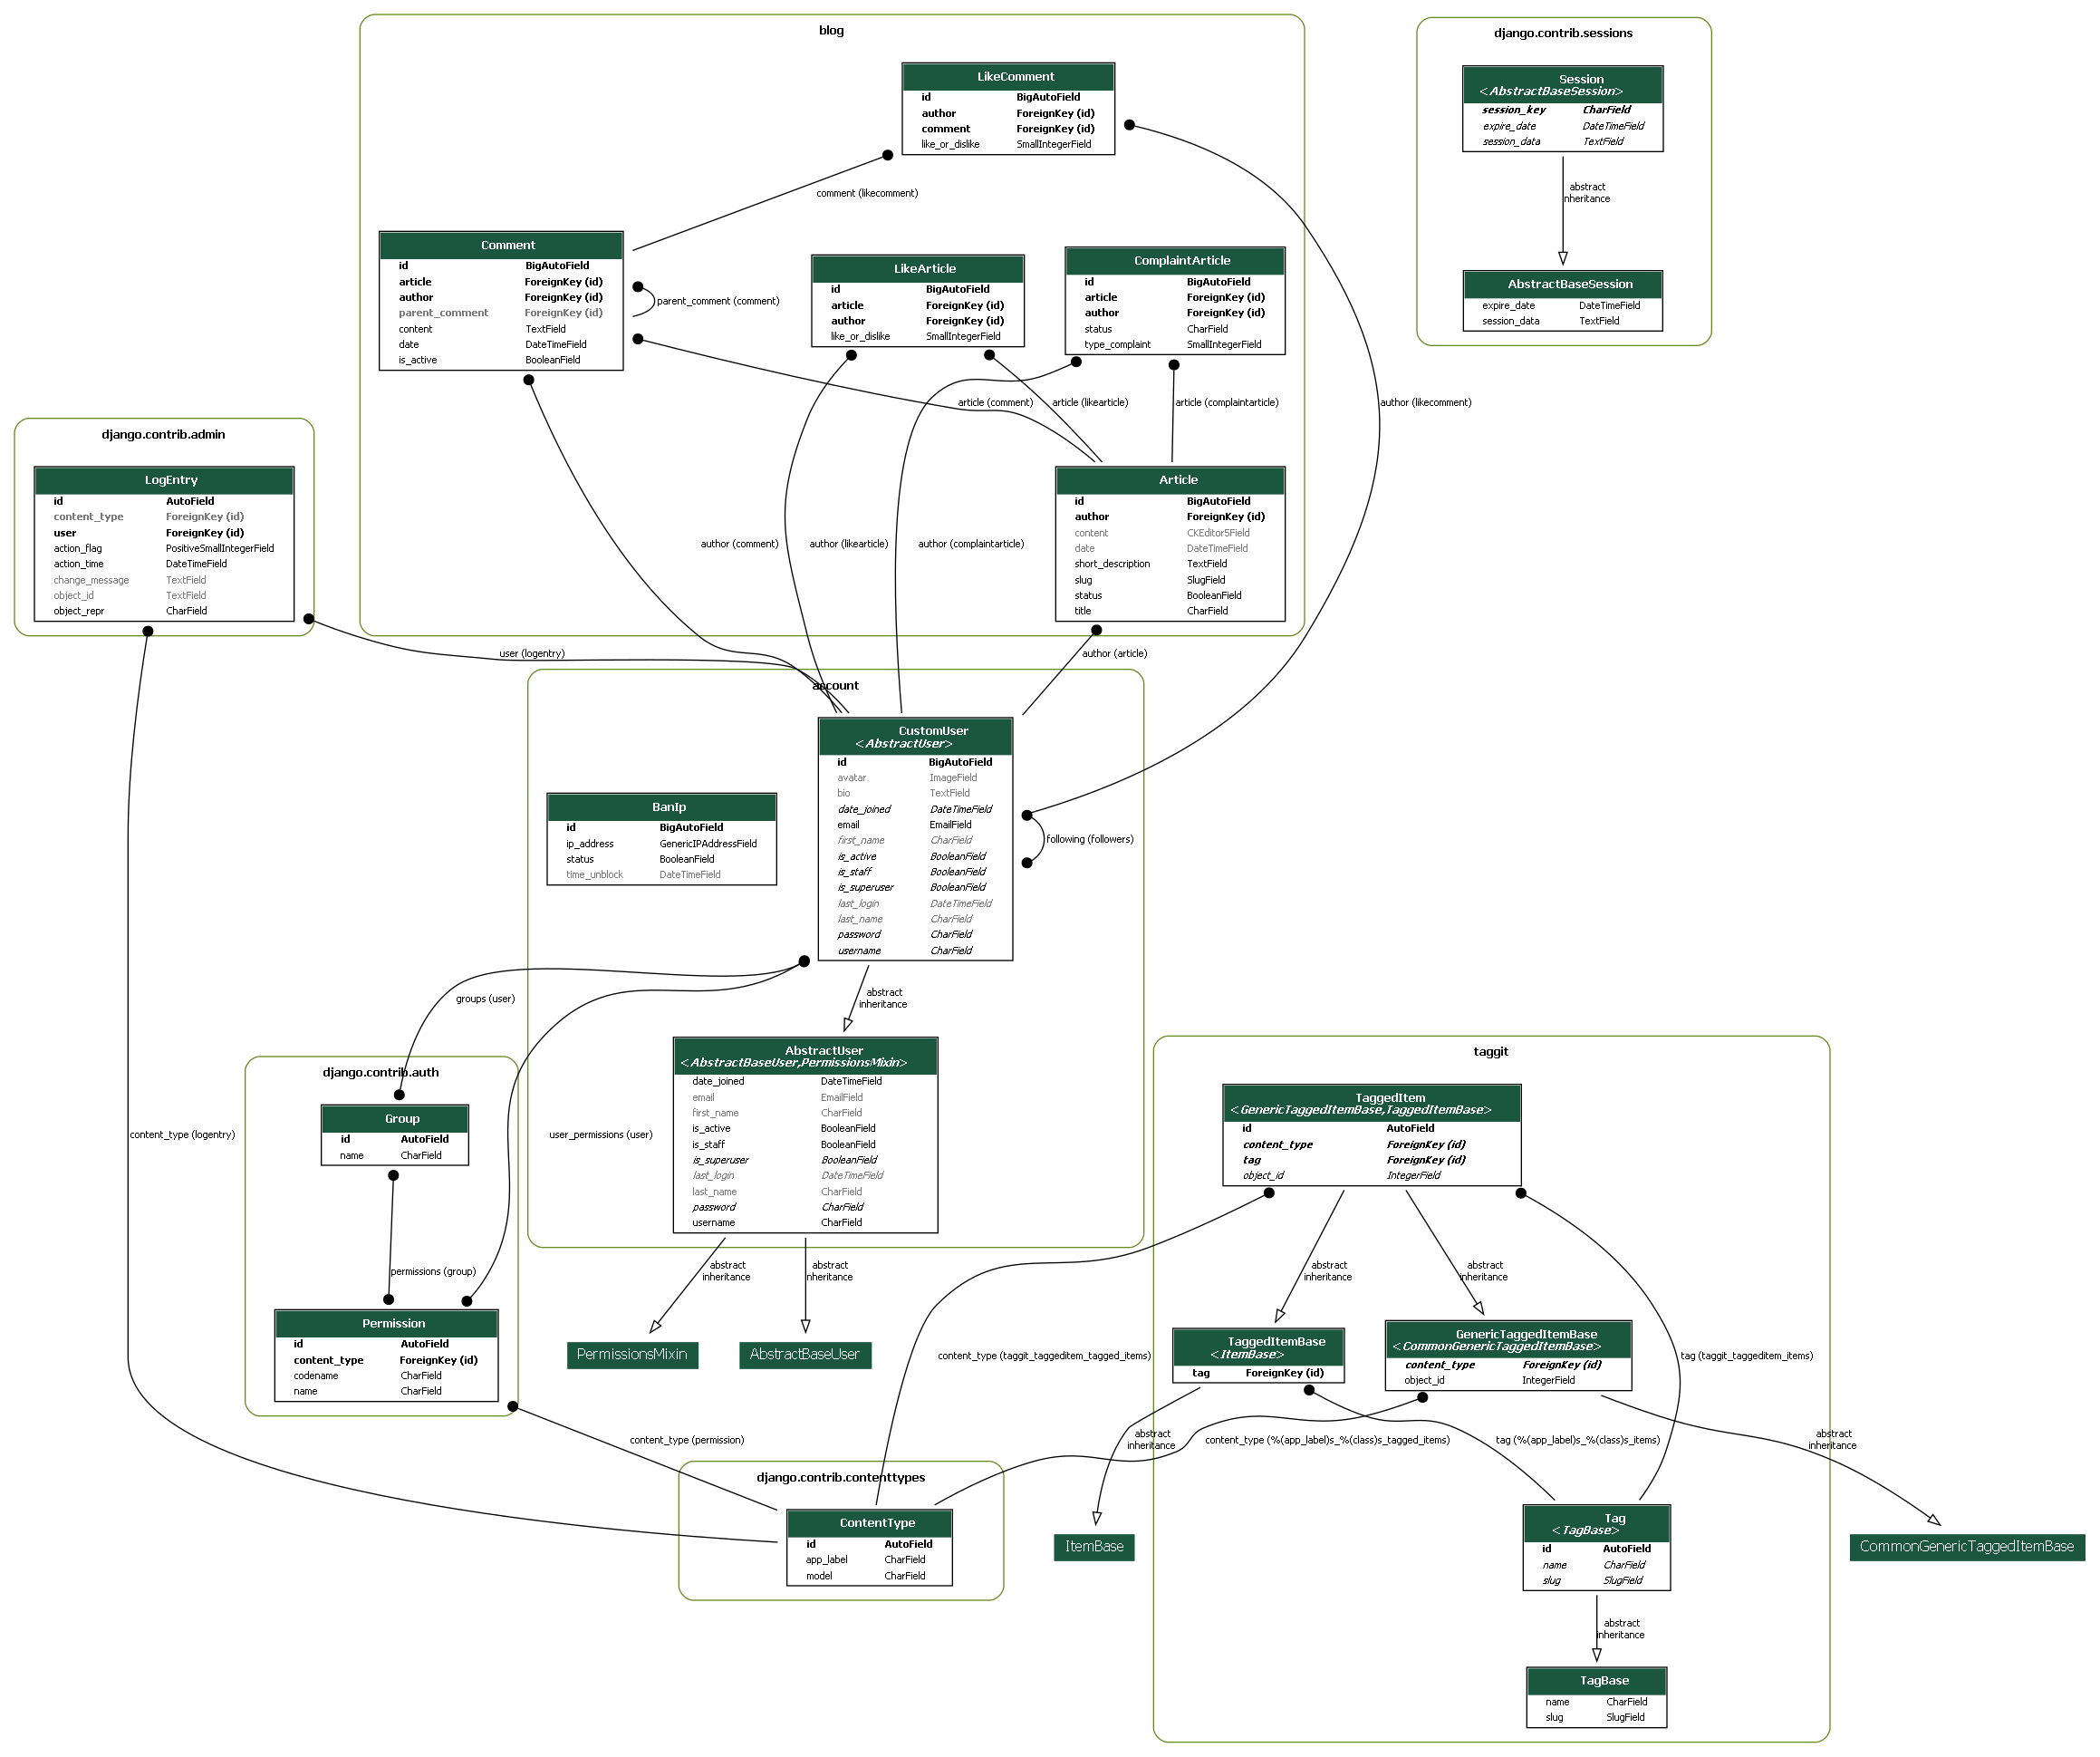 blog
LikeComment
id BigAutoField
author ForeignKey (id)
comment ForeignKey (id)
like_or_dislike SmallIntegerField
comment (likecomment)
Comment
id BigAutoField
article ForeignKey (id)
author ForeignKey (id)
parent_comment ForeignKey (id)
content TextField
date DateTimeField
is_active BooleanField
parent_comment (comment)
LikeArticle
id BigAutoField
article ForeignKey (id)
author ForeignKey (id)
like_or_dislike SmallIntegerField
ComplaintArticle
id BigAutoField
article ForeignKey (id)
author ForeignKey (id)
status CharField
type_complaint SmallIntegerField
article (comment)
article (likearticle)
article (complaintarticle)
author (likecomment)
Article
id BigAutoField
author ForeignKey (id)
content CKEditor5Field
date DateTimeField
short_description TextField
slug SlugField
status BooleanField
title CharField
author (comment)
author (likearticle)
author (complaintarticle)
author (article)
django.contrib.sessions
Session
<AbstractBaseSession>
session_key CharField
expire_date DateTimeField
session_data TextField
abstract
inheritance
AbstractBaseSession
expire_date DateTimeField
session_data TextField
django.contrib.admin
LogEntry
id AutoField
content_type ForeignKey (id)
user ForeignKey (id)
action_flag PositiveSmallIntegerField
action_time DateTimeField
change_message TextField
object_id TextField
object_repr CharField
user (logentry)
content_type (logentry)
account
CustomUser
<AbstractUser>
id BigAutoField
avatar ImageField
bio TextField
date_joined DateTimeField
email EmailField
first_name CharField
is_active BooleanField
is_staff BooleanField
is_superuser BooleanField
last_login DateTimeField
last_name CharField
password CharField
username CharField
following (followers)
BanIp
id BigAutoField
ip_address GenericIPAddressField
status BooleanField
time_unblock DateTimeField
groups (user)
user_permissions (user)
abstract
inheritance
AbstractUser
<AbstractBaseUser,PermissionsMixin>
date_joined DateTimeField
email EmailField
first_name CharField
is_active BooleanField
is_staff BooleanField
is_superuser BooleanField
last_login DateTimeField
last_name CharField
password CharField
username CharField
abstract
inheritance
abstract
inheritance
PermissionsMixin
AbstractBaseUser
django.contrib.auth
Group
id AutoField
name CharField
permissions (group)
Permission
id AutoField
content_type ForeignKey (id)
codename CharField
name CharField
content_type (permission)
django.contrib.contenttypes
ContentType
id AutoField
app_label CharField
model CharField
taggit
TaggedItem
<GenericTaggedItemBase,TaggedItemBase>
id AutoField
content_type ForeignKey (id)
tag ForeignKey (id)
object_id IntegerField
abstract
inheritance
abstract
inheritance
content_type (taggit_taggeditem_tagged_items)
tag (taggit_taggeditem_items)
TaggedItemBase
<ItemBase>
tag ForeignKey (id)
GenericTaggedItemBase
<CommonGenericTaggedItemBase>
content_type ForeignKey (id)
object_id IntegerField
abstract
inheritance
content_type (%(app_label)s_%(class)s_tagged_items)
tag (%(app_label)s_%(class)s_items)
abstract
inheritance
ItemBase
CommonGenericTaggedItemBase
Tag
<TagBase>
id AutoField
name CharField
slug SlugField
abstract
inheritance
TagBase
name CharField
slug SlugField